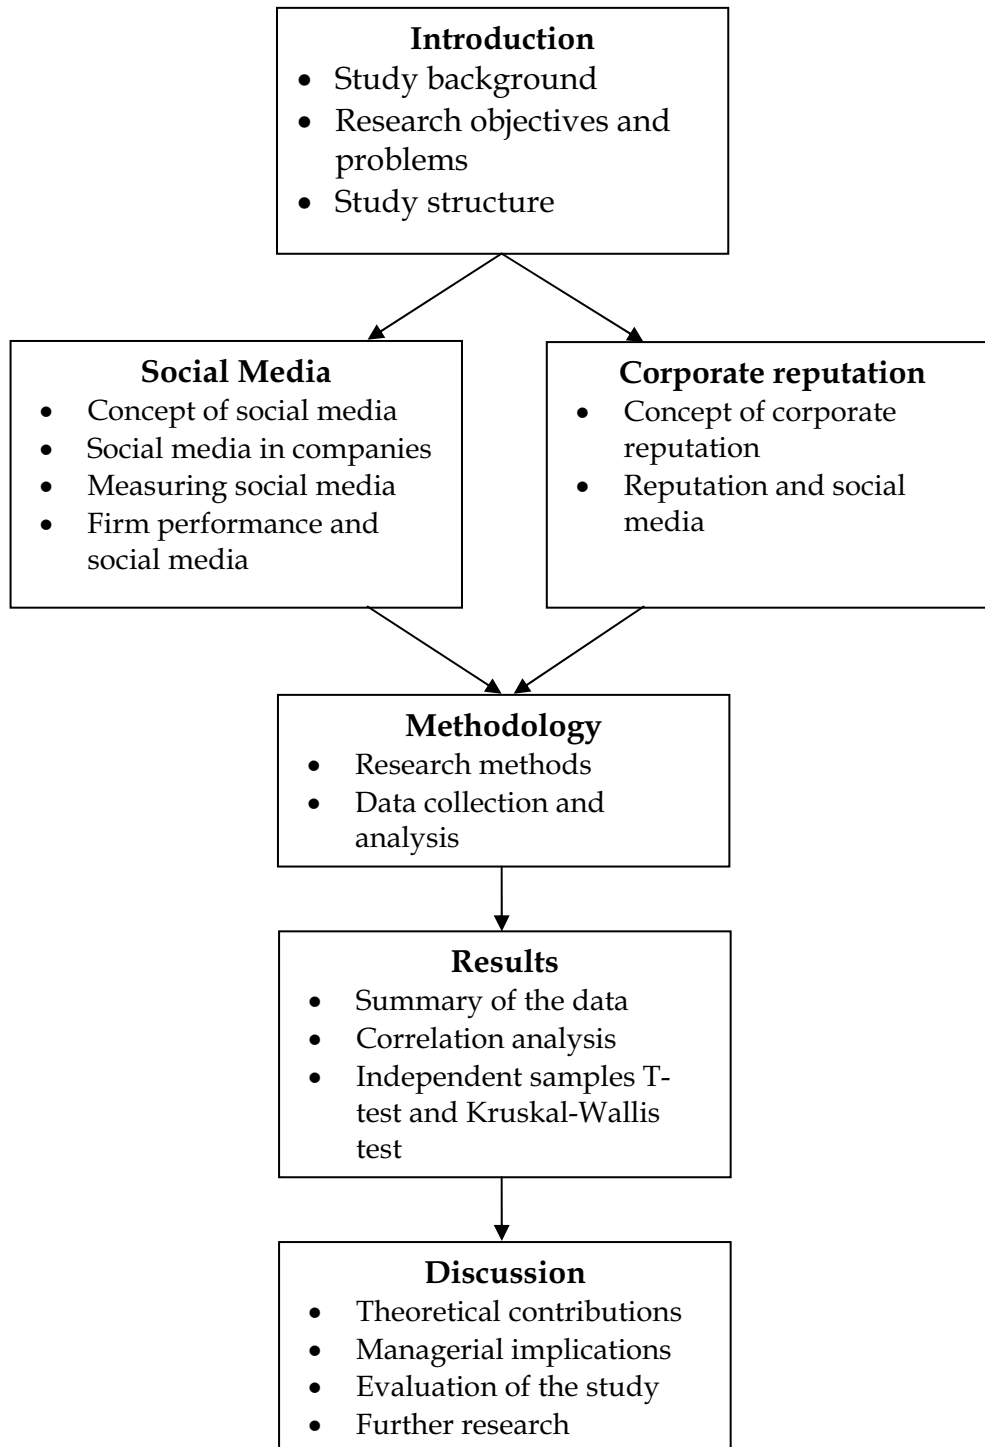 Introduction
• Study background
• Research objectives and
problems
• Study structure
Social Media
• Concept of social media
• Social media in companies
• Measuring social media
• Firm performance and
social media
Corporate reputation
• Concept of corporate
reputation
• Reputation and social
media
Methodology
• Research methods
• Data collection and
analysis
Results
• Summary of the data
• Correlation analysis
• Independent samples T-
test and Kruskal-Wallis
test
Discussion
• Theoretical contributions
• Managerial implications
• Evaluation of the study
• Further research